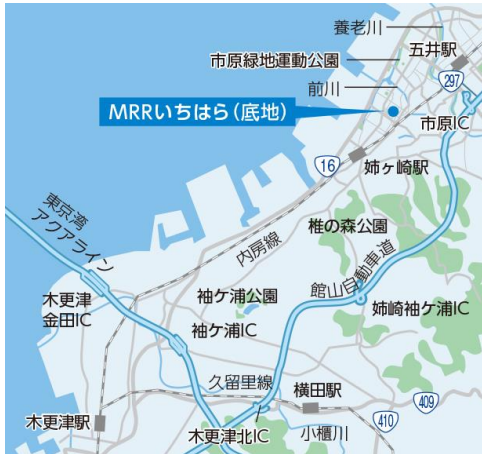 養老川
五井駅
市原緑地運動公園
297
前川
MRRいちはら(底地)
市原IC
16
姉ヶ崎駅
東京湾
アクアライン
椎の森公園
内房線
館山自動車道
木更津
金田IC
袖ケ浦公園
姉崎袖ケ浦IC
袖ケ浦IC
久留里線
横田駅
409
木更津駅
410
木更津北IC
小櫃川